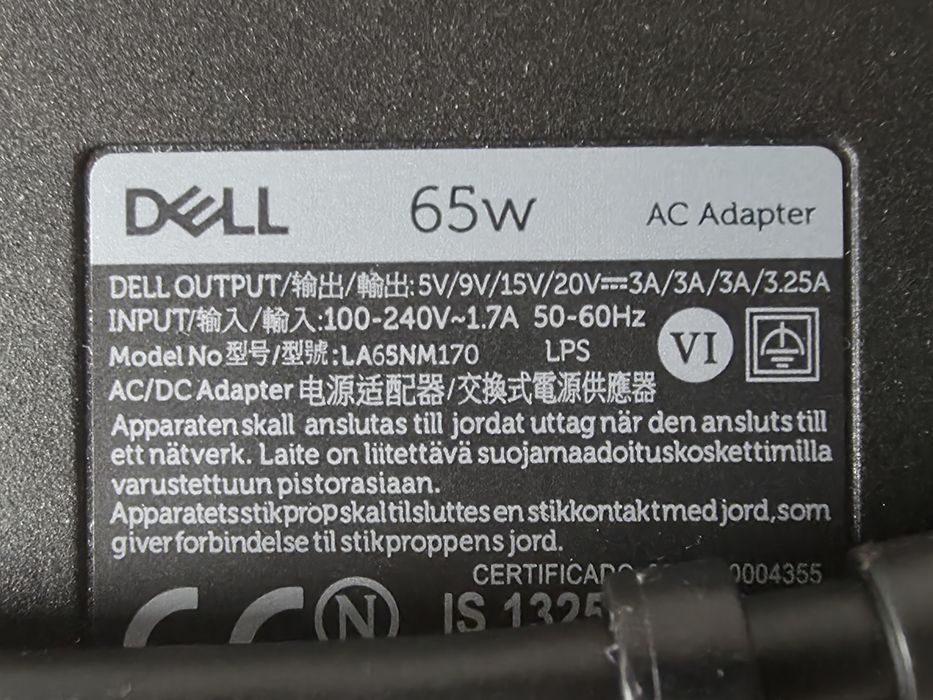 DELL 65W AC Adapter
DELL OUTPUT/输出/輸出:5V/9V/15V/20V⎓3A/3A/3A/3.25A
INPUT/输入/輸入:100-240V~1.7A 50-60Hz
VI
Model No 型号/型號:LA65NM170 LPS
AC/DC Adapter 电源适配器/交換式電源供應器
Apparaten skall anslutas till jordat uttag när den ansluts till
ett nätverk. Laite on liitettävä suojamaadoituskoskettimilla
varustettuun pistorasiaan.
Apparatets stikprop skal tilsluttes en stikkontakt med jord, som
giver forbindelse til stikproppens jord.
0004355
CE N IS